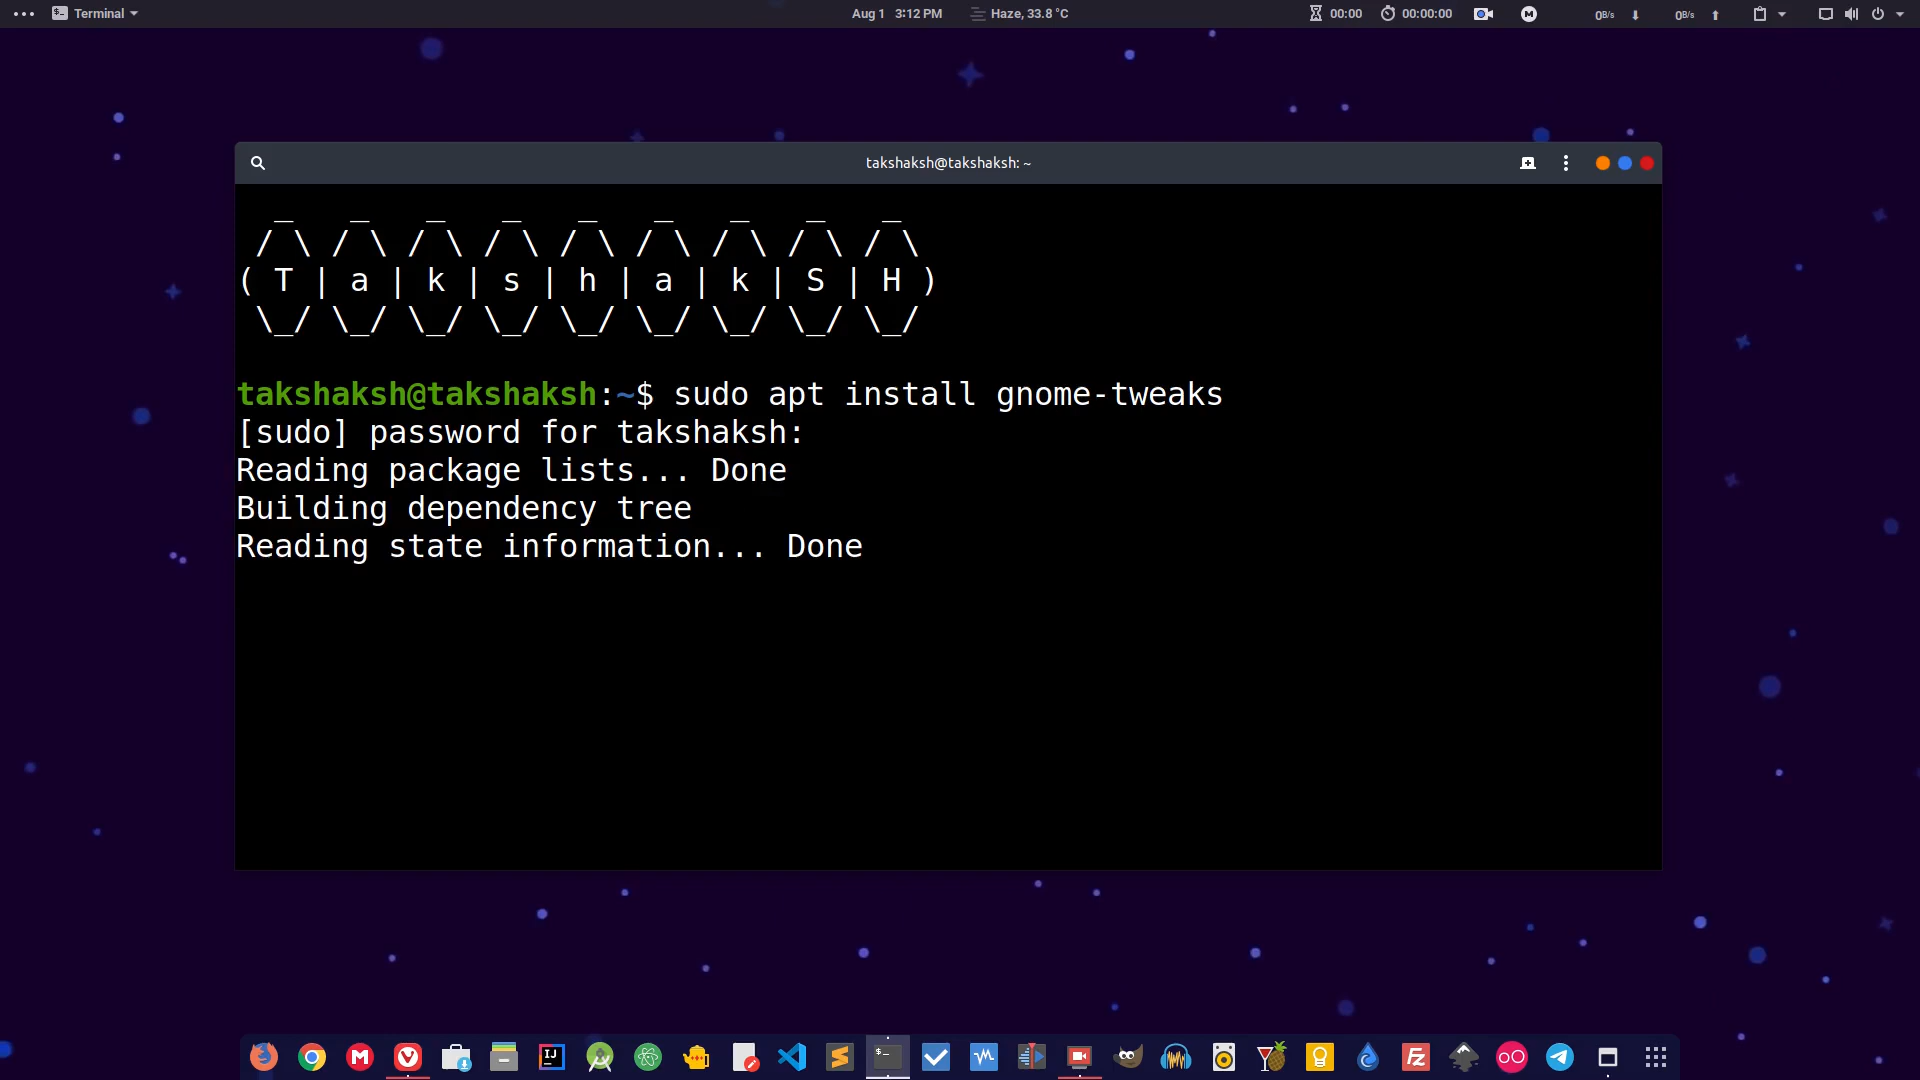 Terminal
Aug 1 3:12 PM
Haze, 33.8 °C
00:00
00:00:00
0B/s
0B/s
takshaksh@takshaksh: ~
( T | a | k | s | h | a | k | S | H )
takshaksh@takshaksh:~$ sudo apt install gnome-tweaks
[sudo] password for takshaksh:
Reading package lists... Done
Building dependency tree
Reading state information... Done